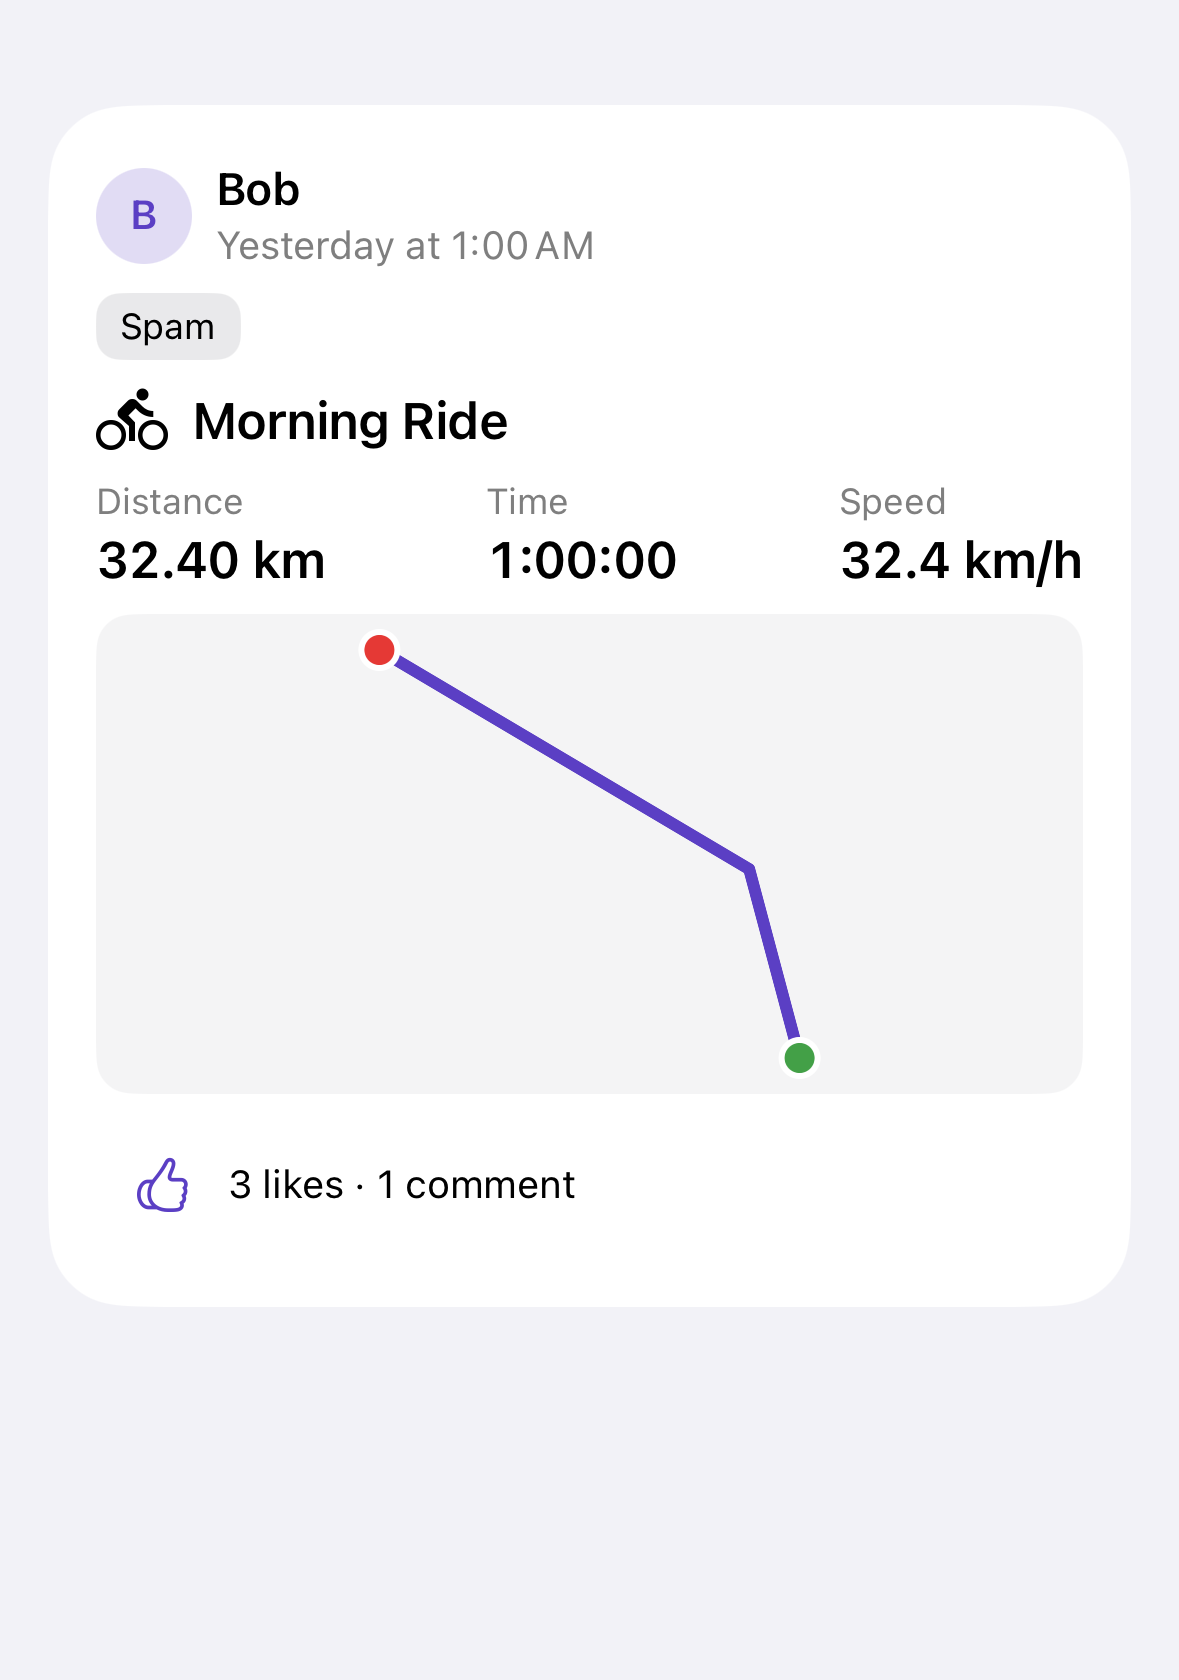 B
Bob
Yesterday at 1:00 AM
Spam
Morning Ride
Distance Time Speed
32.40 km 1:00:00 32.4 km/h
3 likes · 1 comment